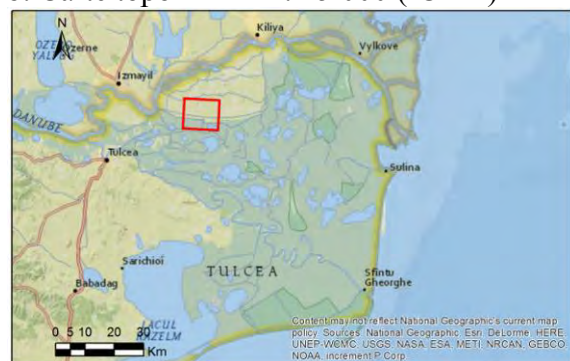 N
Kiliya
Vylkove
Izmayil
DANUBE
Tulcea
Sulina
Sarichioi
TULCEA
Babadag
Sfintu
Gheorghe
LACUL
RAZELM
0 5 10 20 30
Km
Content may not reflect National Geographic's current map
policy. Sources: National Geographic, Esri, DeLorme, HERE,
UNEP-WCMC, USGS, NASA, ESA, METI, NRCAN, GEBCO,
NOAA, increment P Corp.